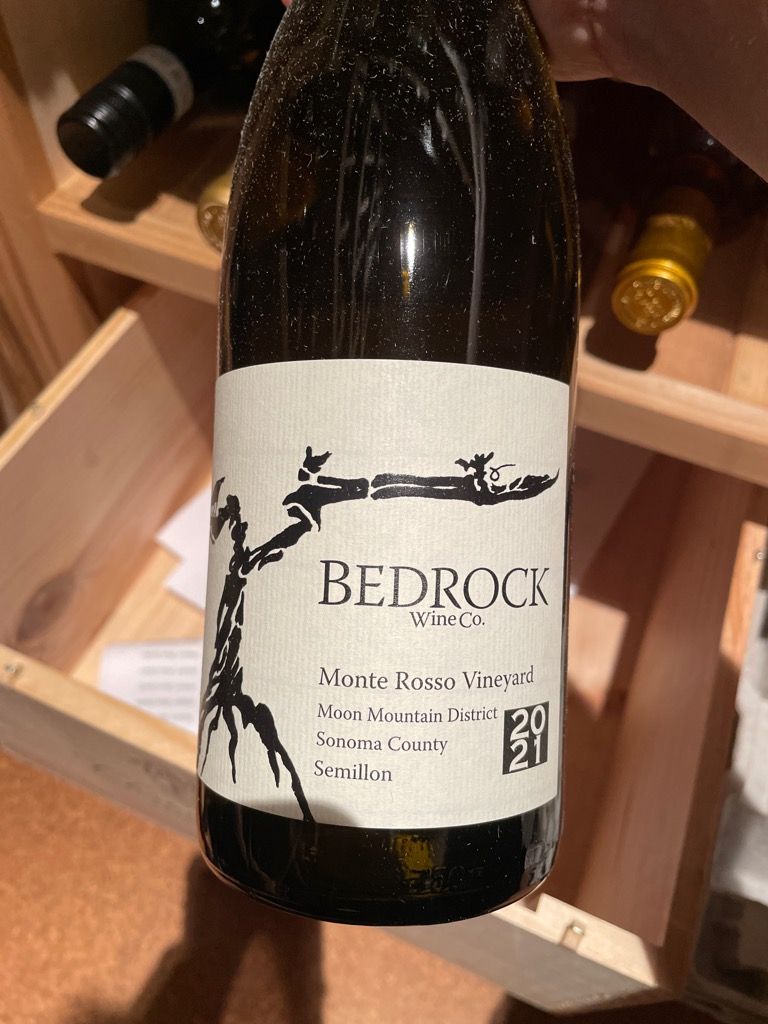 BEDROCK
Wine Co.
Monte Rosso Vineyard
Moon Mountain District
Sonoma County
Semillon
20
21